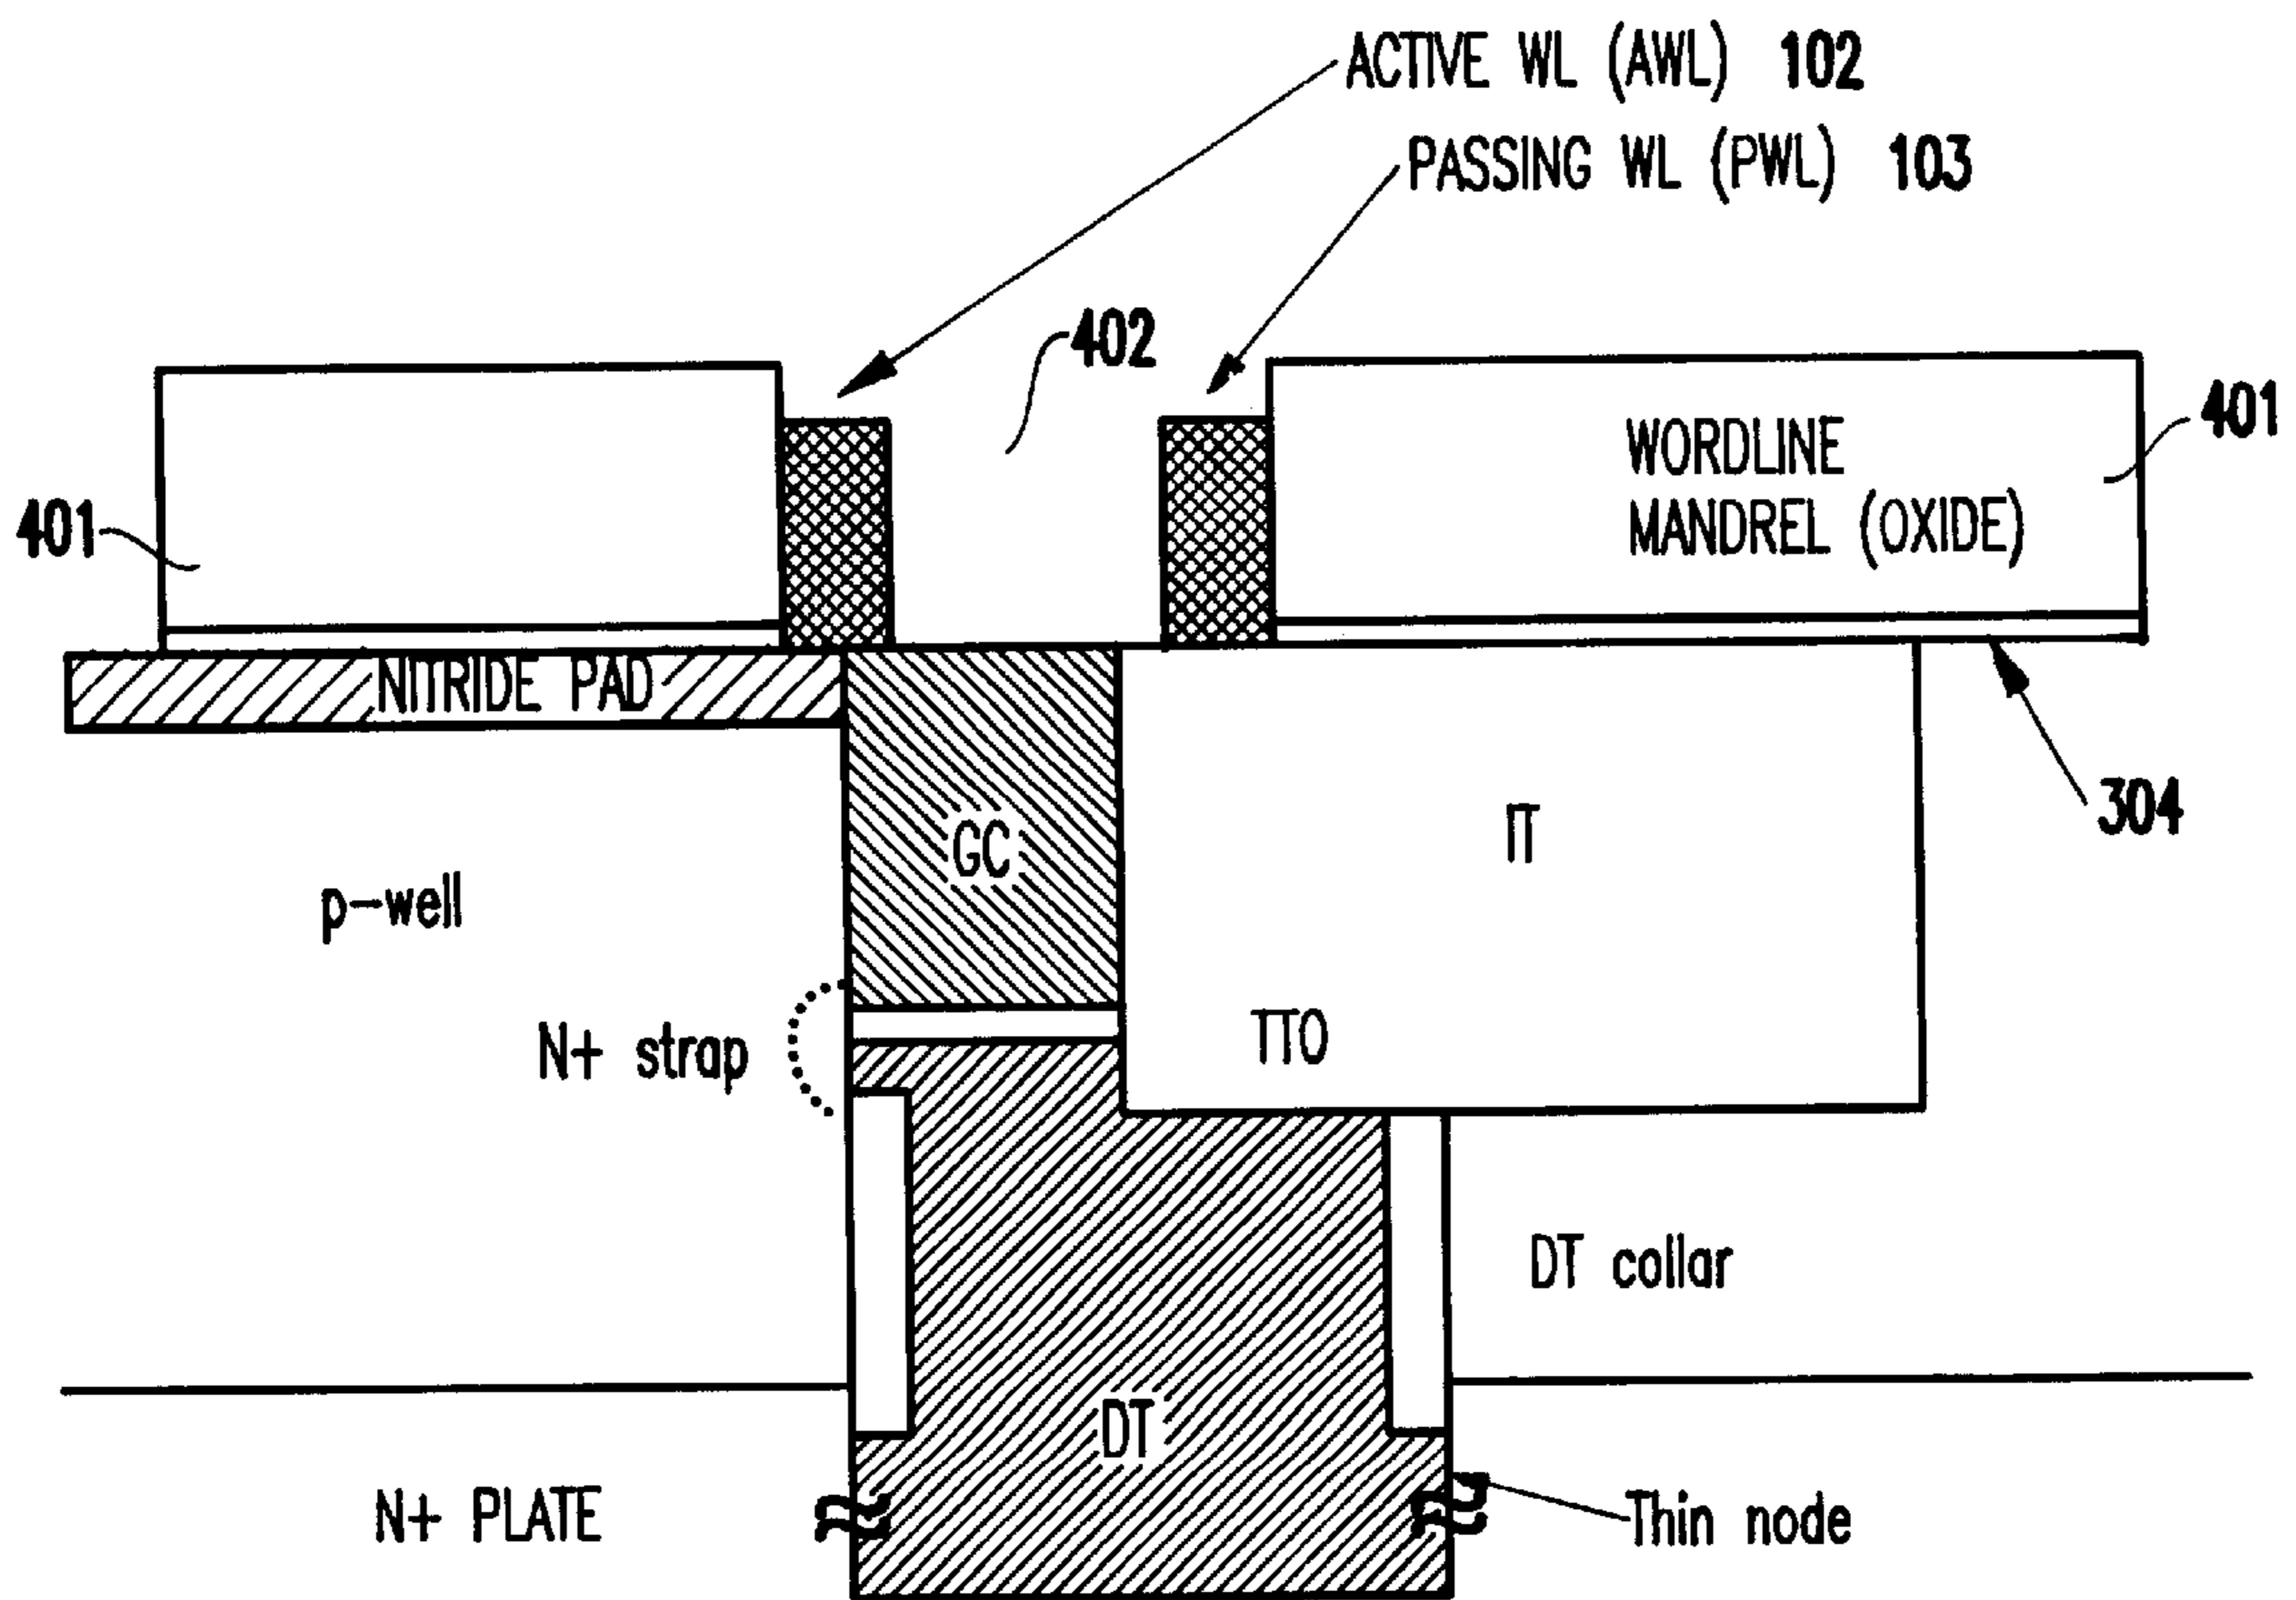 ACTIVE WL (AWL) 102
PASSING WL (PWL) 103
402
401
WORDLINE
MANDREL (OXIDE)
401
NITRIDE PAD
304
GC
IT
p-well
N+ strap
TTO
DT collar
DT
N+ PLATE
Thin node